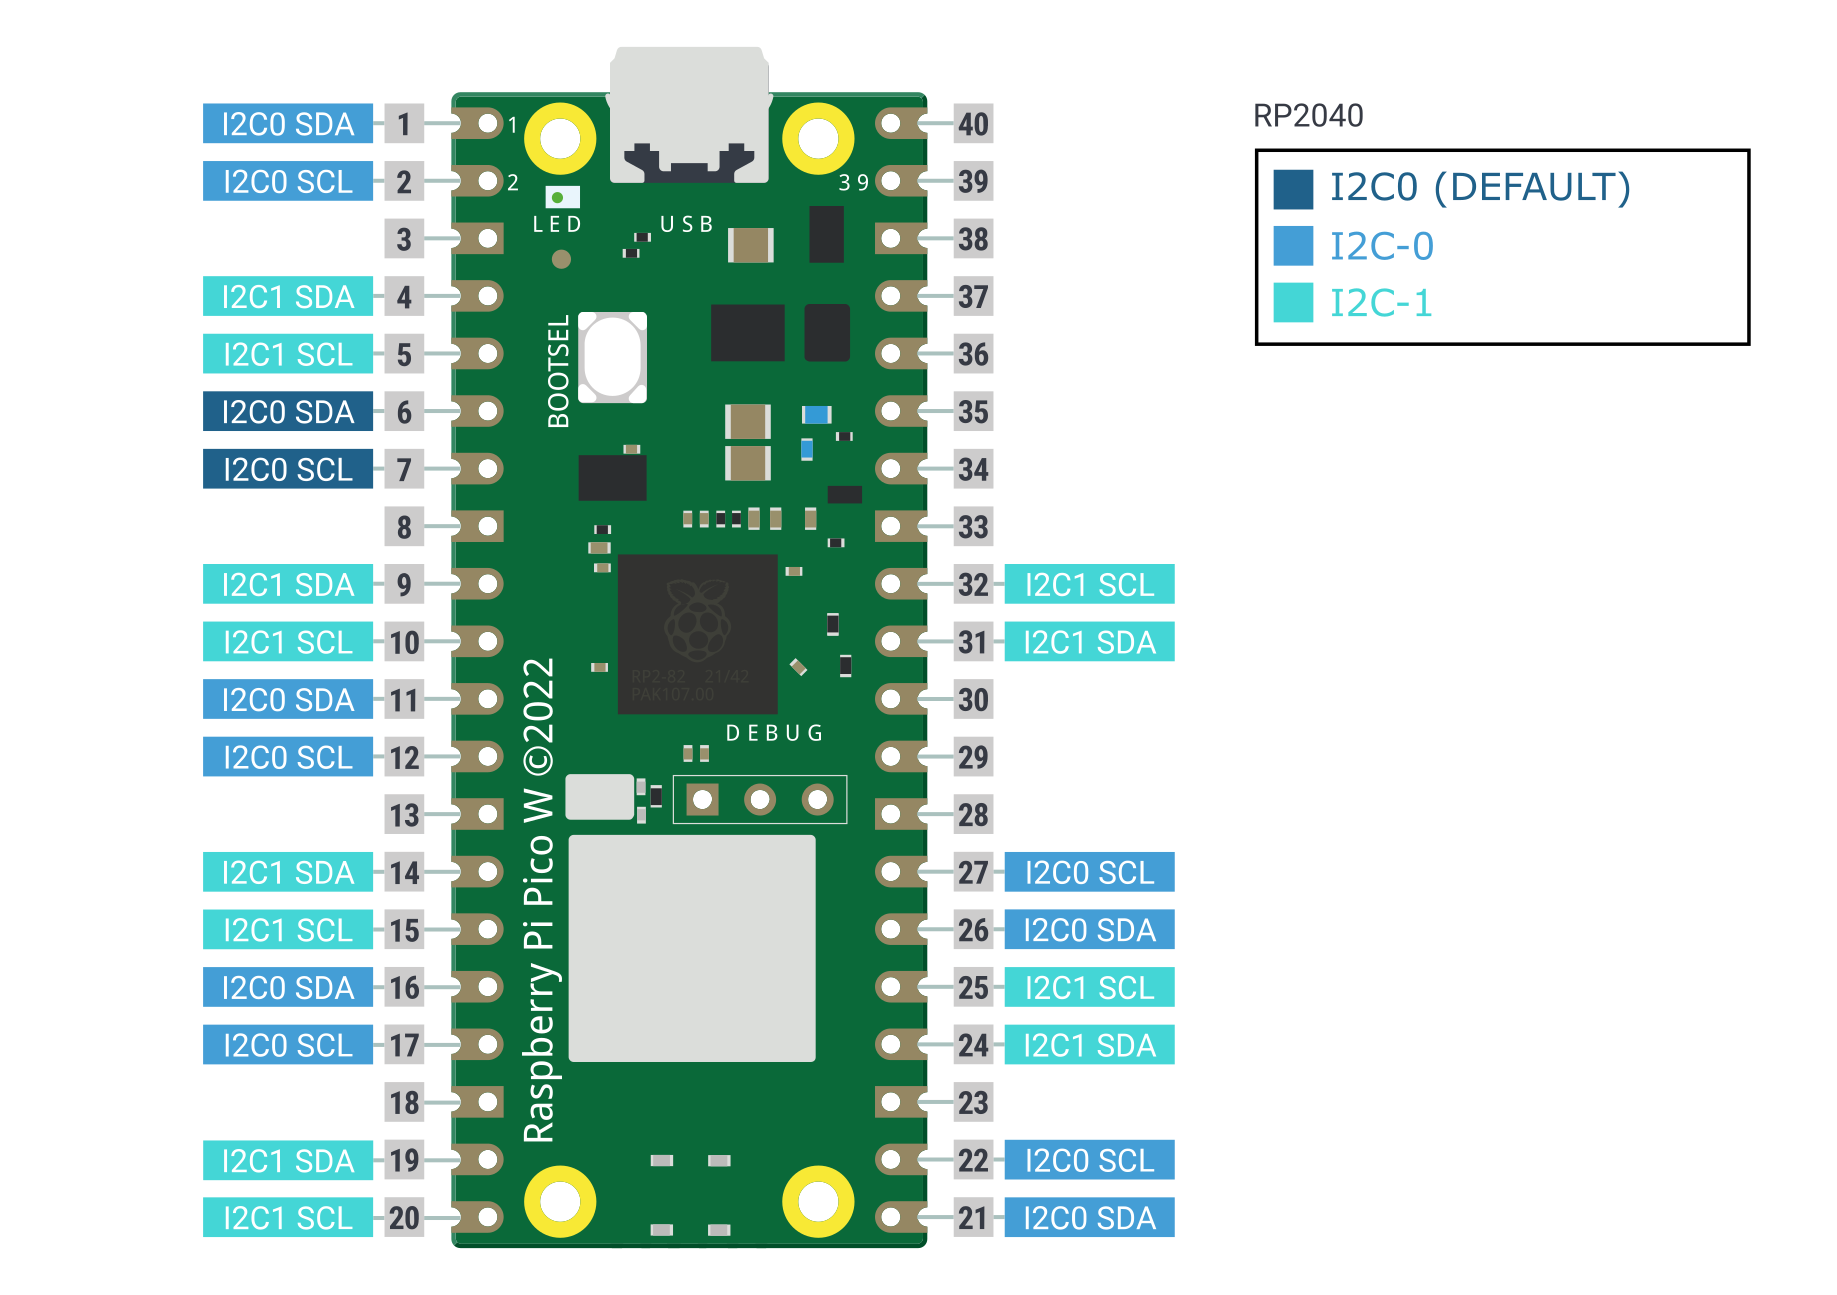 RP2040
I2C0 (DEFAULT)
I2C-0
I2C-1
I2C0 SDA 1 1 40
I2C0 SCL 2 2 39 39
LED USB
3 38
I2C1 SDA 4 37
I2C1 SCL 5 36
BOOTSEL
I2C0 SDA 6 35
I2C0 SCL 7 34
8 33
I2C1 SDA 9 32 I2C1 SCL
I2C1 SCL 10 31 I2C1 SDA
RP2-82 21/42
PAK107.00
I2C0 SDA 11 30
DEBUG
I2C0 SCL 12 29
13 28
I2C1 SDA 14 27 I2C0 SCL
I2C1 SCL 15 26 I2C0 SDA
Raspberry Pi Pico W ©2022
I2C0 SDA 16 25 I2C1 SCL
I2C0 SCL 17 24 I2C1 SDA
18 23
I2C1 SDA 19 22 I2C0 SCL
I2C1 SCL 20 21 I2C0 SDA